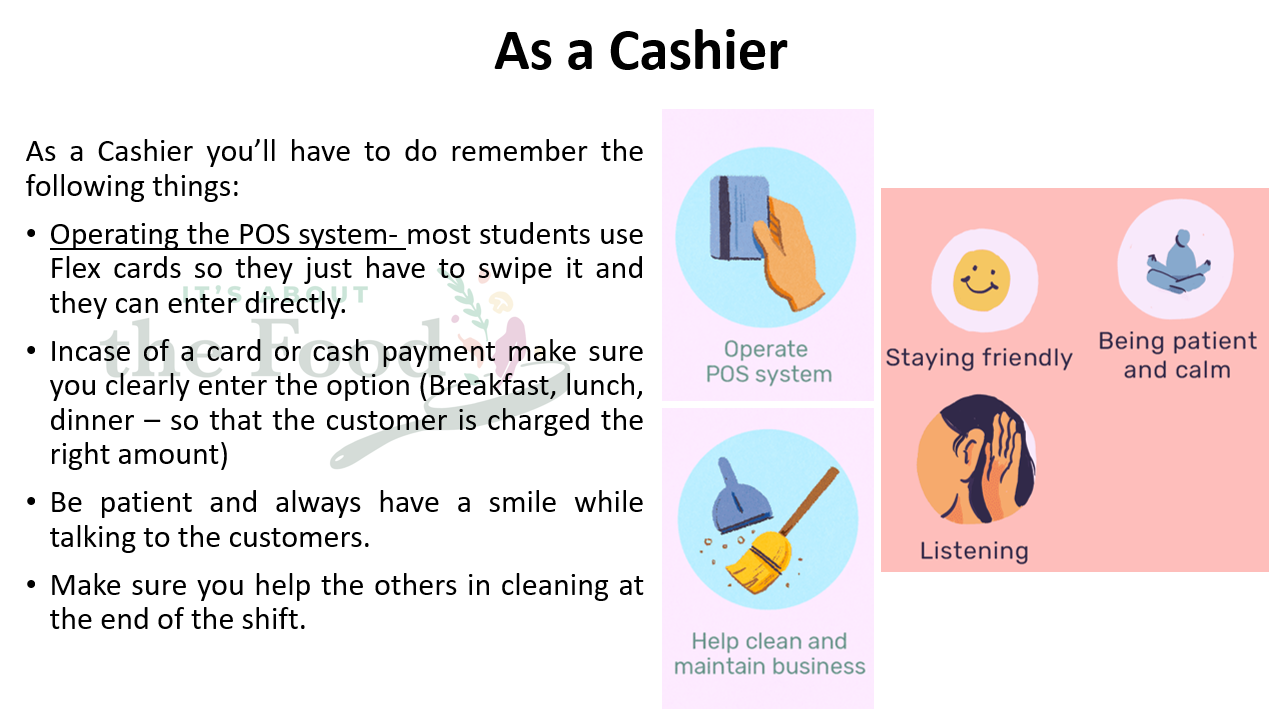 As a Cashier
As a Cashier you’ll have to do remember the
following things:
• Operating the POS system- most students use
Flex cards so they just have to swipe it and
they can enter directly.
• Incase of a card or cash payment make sure
you clearly enter the option (Breakfast, lunch,
dinner – so that the customer is charged the
right amount)
• Be patient and always have a smile while
talking to the customers.
• Make sure you help the others in cleaning at
the end of the shift.
IT'S ABOUT
the Food
Operate
POS system
Help clean and
maintain business
Staying friendly
Being patient
and calm
Listening